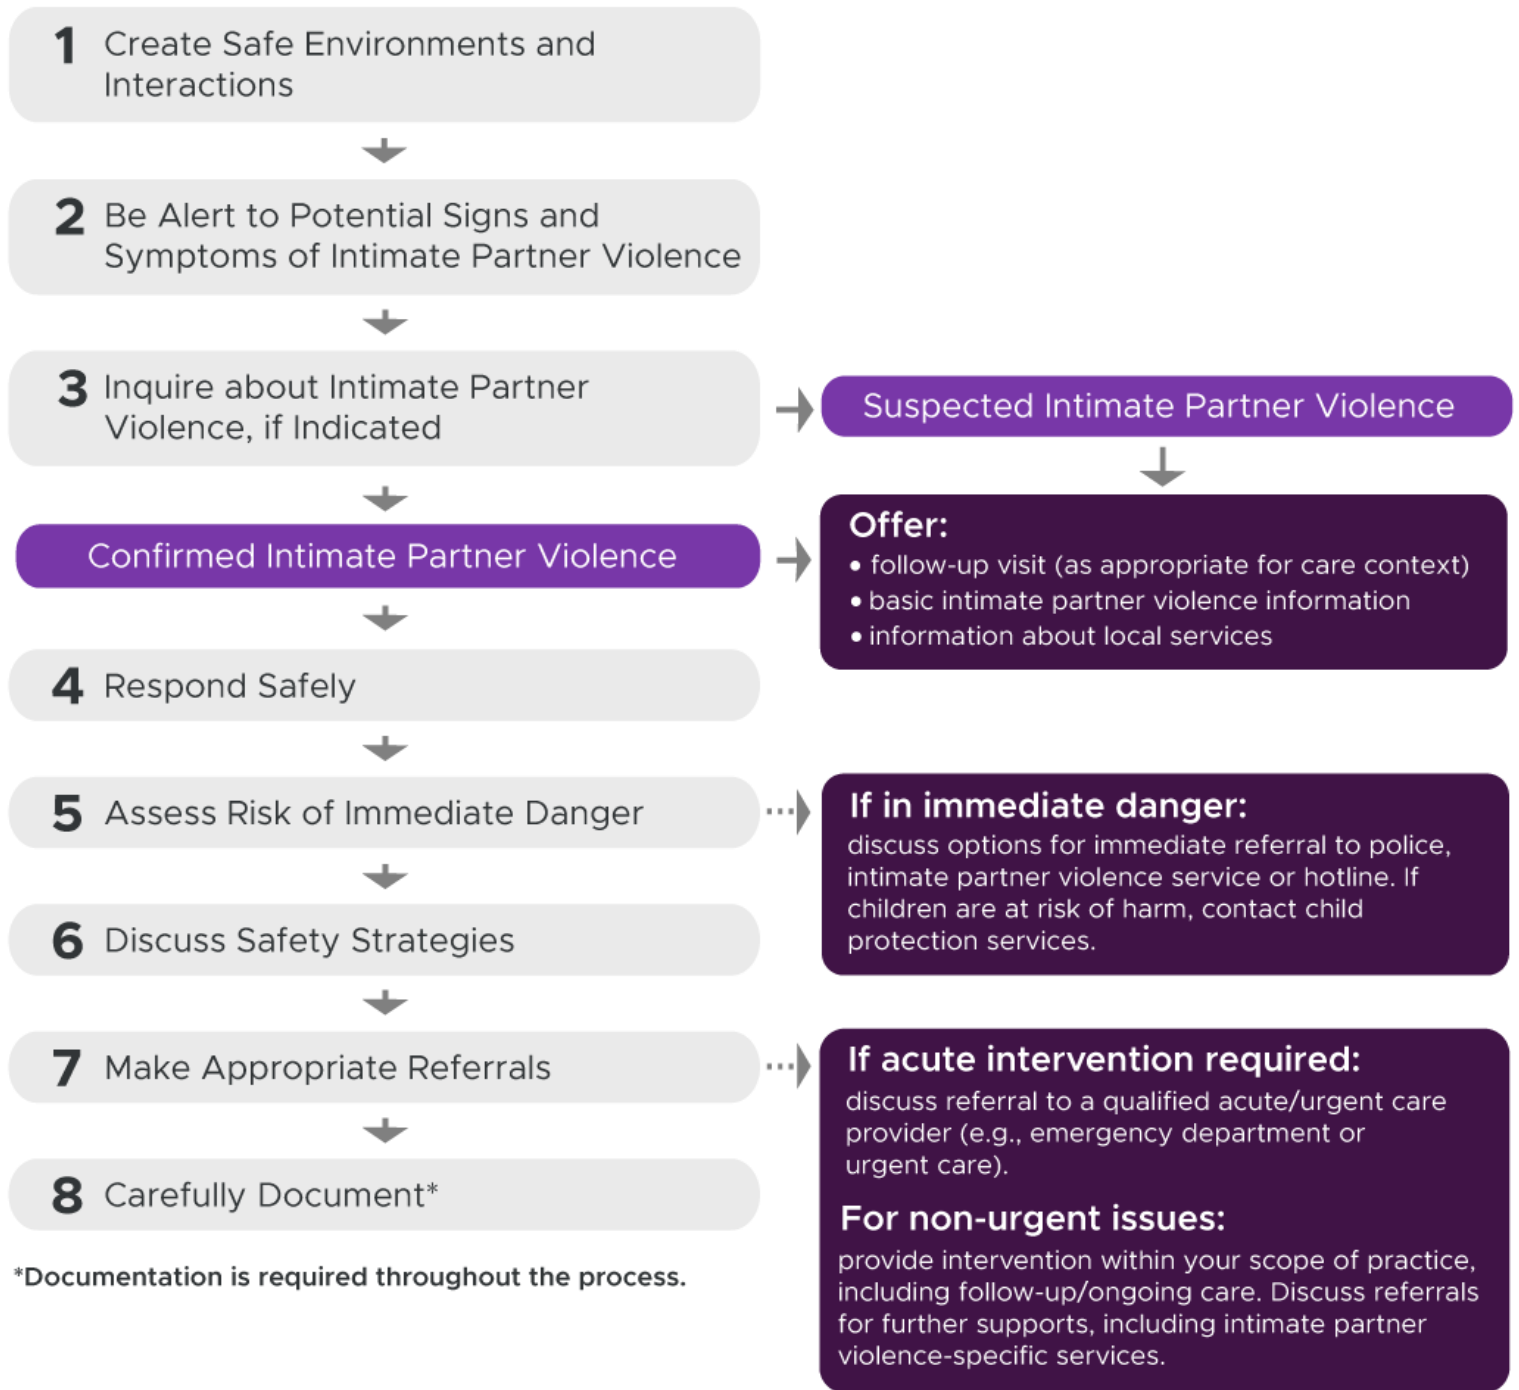 1 Create Safe Environments and
Interactions
2 Be Alert to Potential Signs and
Symptoms of Intimate Partner Violence
3 Inquire about Intimate Partner
Violence, if Indicated
Suspected Intimate Partner Violence
Confirmed Intimate Partner Violence
Offer:
• follow-up visit (as appropriate for care context)
• basic intimate partner violence information
• information about local services
4 Respond Safely
5 Assess Risk of Immediate Danger
If in immediate danger:
discuss options for immediate referral to police,
intimate partner violence service or hotline. If
children are at risk of harm, contact child
protection services.
6 Discuss Safety Strategies
7 Make Appropriate Referrals
If acute intervention required:
discuss referral to a qualified acute/urgent care
provider (e.g., emergency department or
urgent care).
For non-urgent issues:
provide intervention within your scope of practice,
including follow-up/ongoing care. Discuss referrals
for further supports, including intimate partner
violence-specific services.
8 Carefully Document*
*Documentation is required throughout the process.